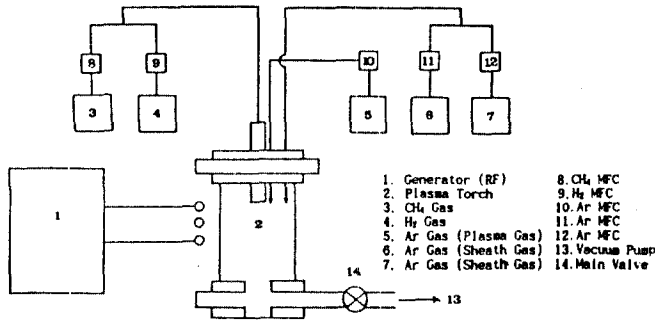 8
9
10
11
12
3
4
5
6
7
1
2
14
13
1. Generator (RF)
2. Plasma Torch
3. CH₄ Gas
4. H₂ Gas
5. Ar Gas (Plasma Gas)
6. Ar Gas (Sheath Gas)
7. Ar Gas (Sheath Gas)
8. CH₄ MFC
9. H₂ MFC
10. Ar MFC
11. Ar MFC
12. Ar MFC
13. Vacuum Pump
14. Main Valve